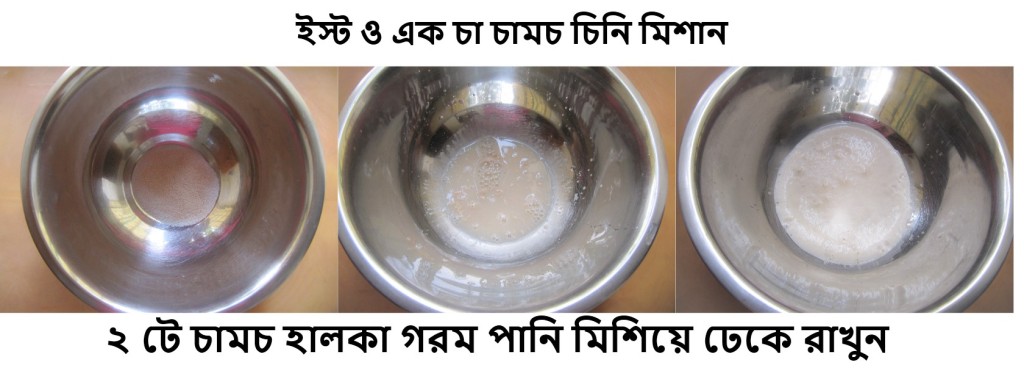 ইস্ট ও এক চা চামচ চিনি মিশান
২ টে চামচ হালকা গরম পানি মিশিয়ে ঢেকে রাখুন